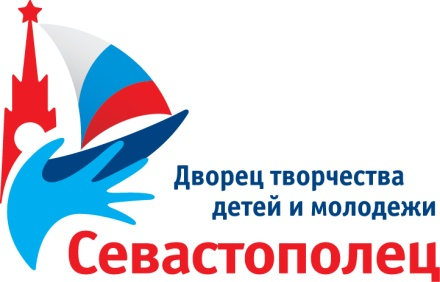 Дворец творчества
детей и молодежи
Севастополец